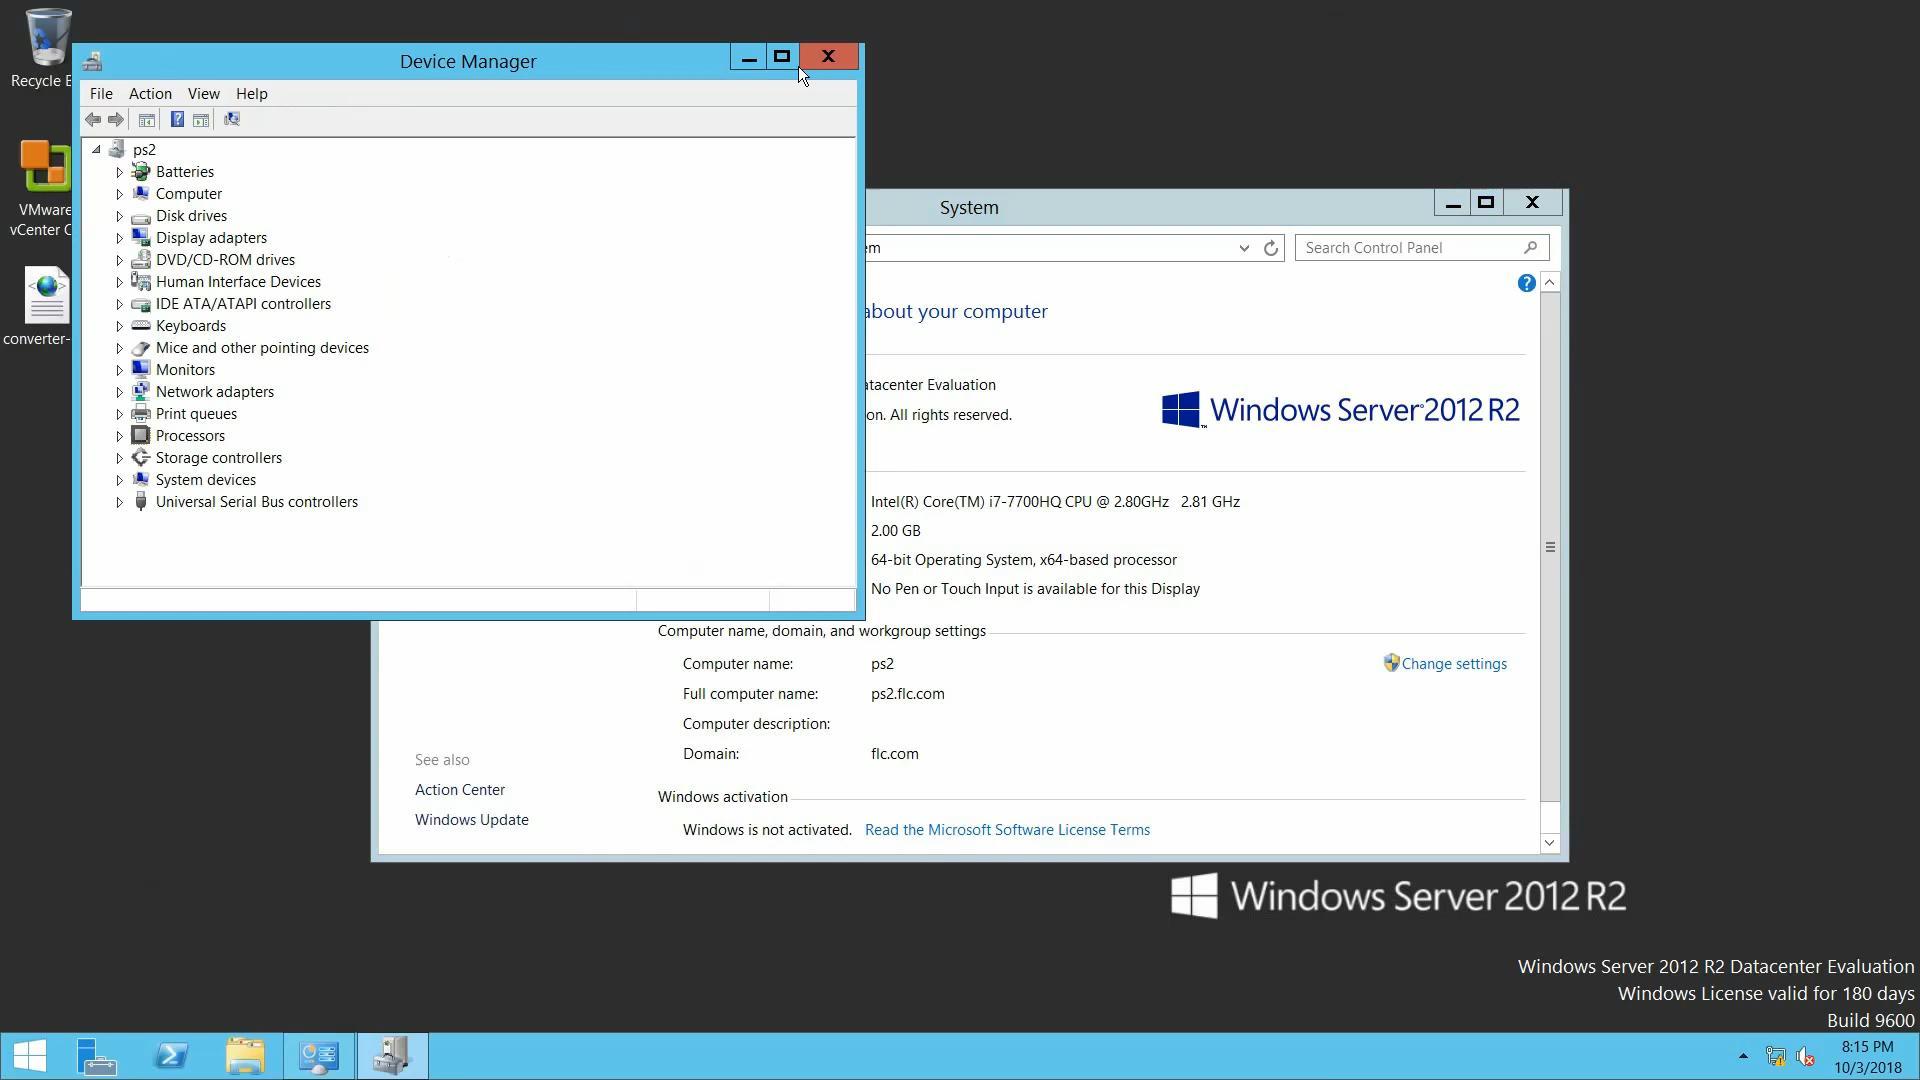 Recycle B
VMware
vCenter C
converter-
Device Manager
File Action View Help
ps2
Batteries
Computer
Disk drives
Display adapters
DVD/CD-ROM drives
Human Interface Devices
IDE ATA/ATAPI controllers
Keyboards
Mice and other pointing devices
Monitors
Network adapters
Print queues
Processors
Storage controllers
System devices
Universal Serial Bus controllers
System
em
Search Control Panel
about your computer
atacenter Evaluation
on. All rights reserved.
Windows Server 2012 R2
Intel(R) Core(TM) i7-7700HQ CPU @ 2.80GHz 2.81 GHz
2.00 GB
64-bit Operating System, x64-based processor
No Pen or Touch Input is available for this Display
Computer name, domain, and workgroup settings
Computer name: ps2
Change settings
Full computer name: ps2.flc.com
Computer description:
Domain: flc.com
See also
Action Center
Windows Update
Windows activation
Windows is not activated. Read the Microsoft Software License Terms
Windows Server 2012 R2
Windows Server 2012 R2 Datacenter Evaluation
Windows License valid for 180 days
Build 9600
8:15 PM
10/3/2018